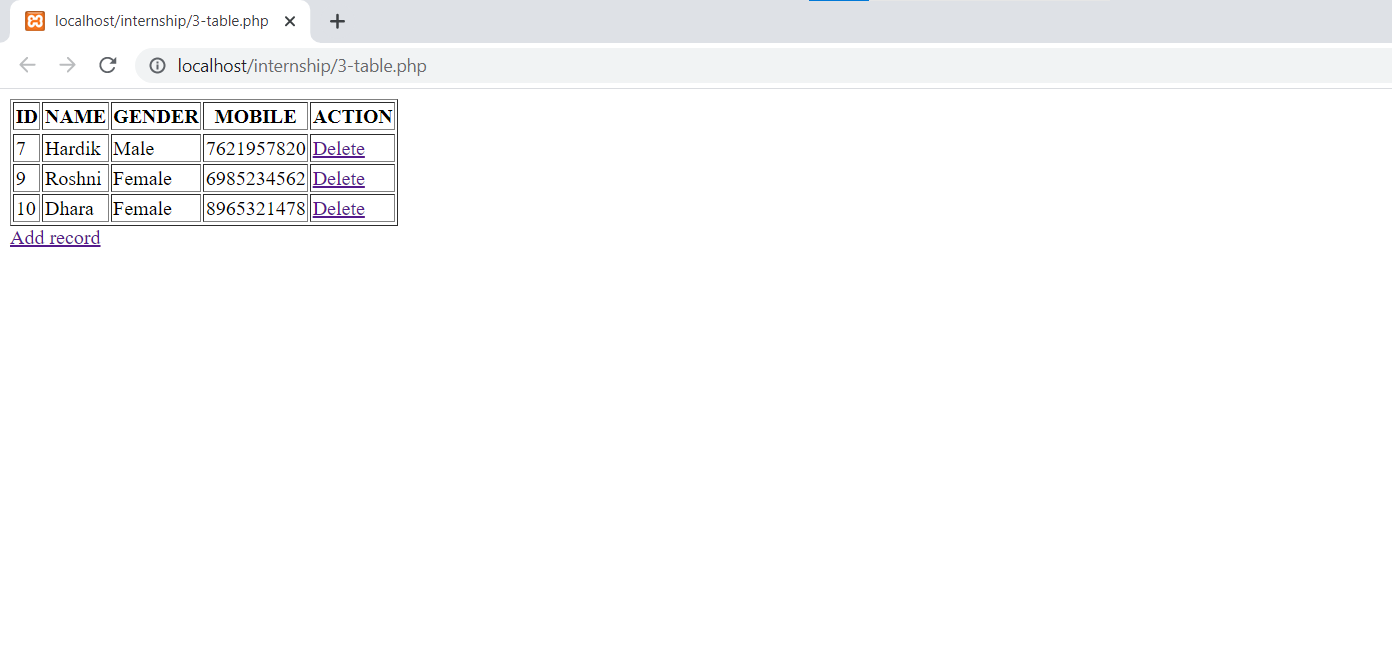 localhost/internship/3-table.php
localhost/internship/3-table.php
ID NAME GENDER MOBILE ACTION
7 Hardik Male 7621957820 Delete
9 Roshni Female 6985234562 Delete
10 Dhara Female 8965321478 Delete
Add record